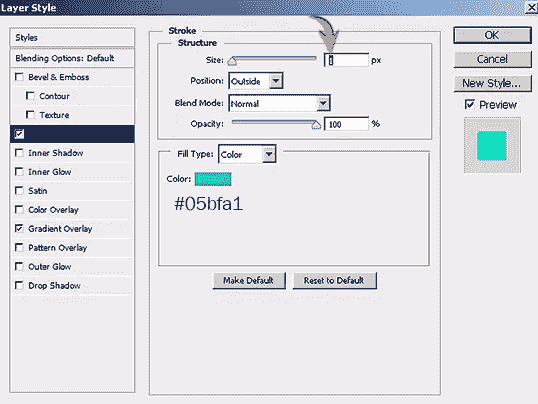 Layer Style
Styles
Blending Options: Default
Bevel & Emboss
Contour
Texture
Inner Shadow
Inner Glow
Satin
Color Overlay
Gradient Overlay
Pattern Overlay
Outer Glow
Drop Shadow
Stroke
Structure
Size: px
Position: Outside
Blend Mode: Normal
Opacity: 100 %
Fill Type: Color
Color:
#05bfa1
Make Default Reset to Default
OK
Cancel
New Style...
Preview